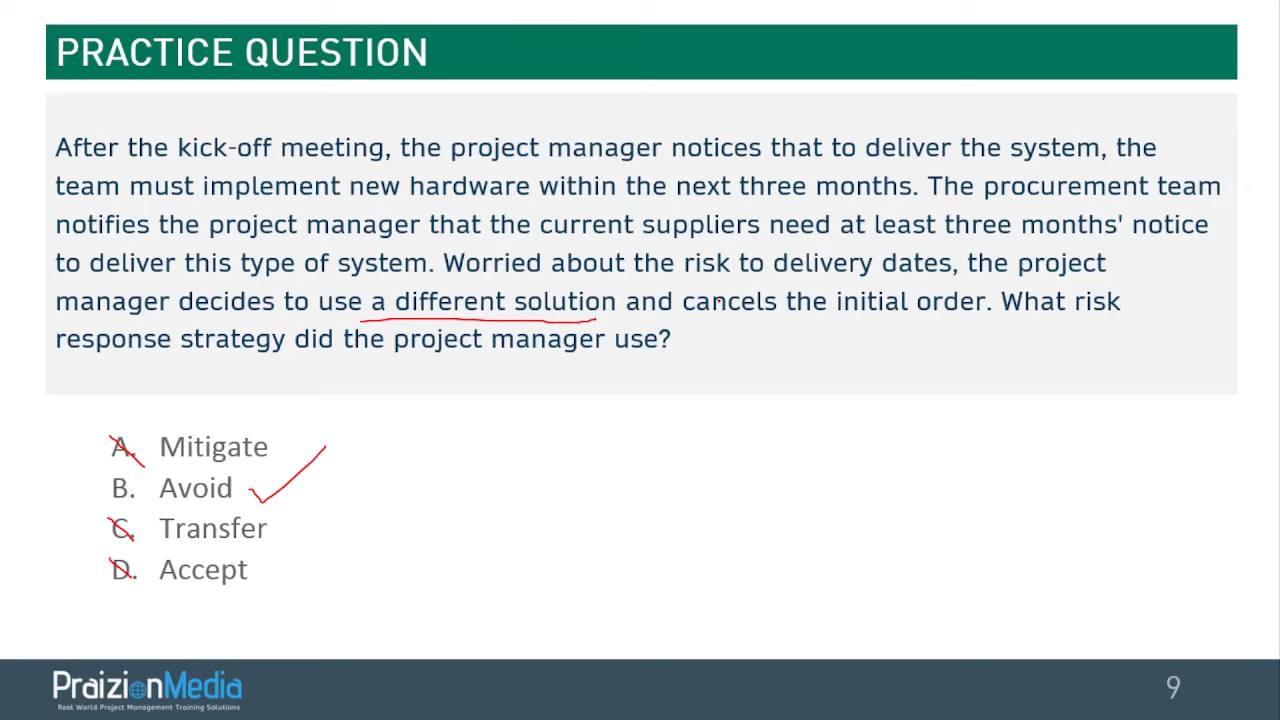 PRACTICE QUESTION
After the kick-off meeting, the project manager notices that to deliver the system, the
team must implement new hardware within the next three months. The procurement team
notifies the project manager that the current suppliers need at least three months' notice
to deliver this type of system. Worried about the risk to delivery dates, the project
manager decides to use a different solution and cancels the initial order. What risk
response strategy did the project manager use?
A. Mitigate
B. Avoid
C. Transfer
D. Accept
PraizionMedia
Real World Project Management Training Solutions
9